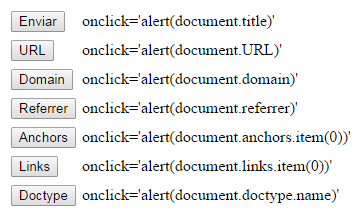 Enviar onclick='alert(document.title)'
URL onclick='alert(document.URL)'
Domain onclick='alert(document.domain)'
Referrer onclick='alert(document.referrer)'
Anchors onclick='alert(document.anchors.item(0))'
Links onclick='alert(document.links.item(0))'
Doctype onclick='alert(document.doctype.name)'